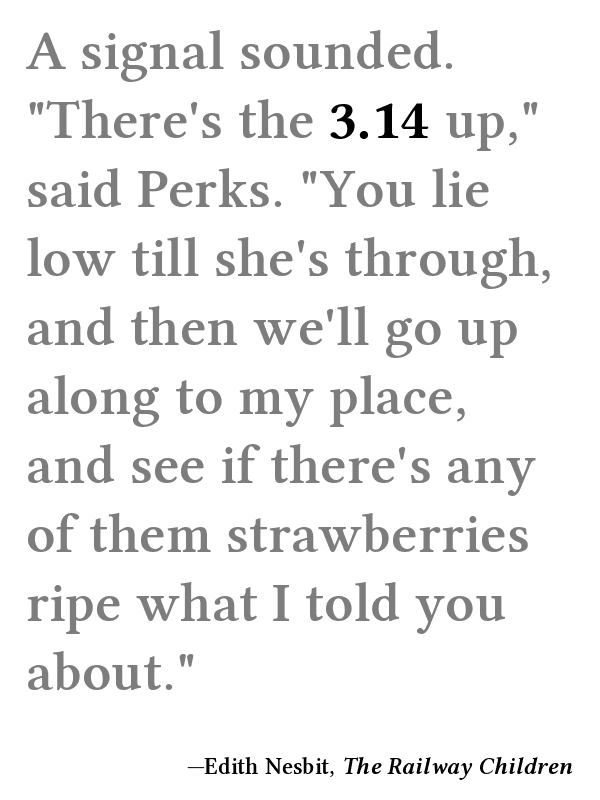 A signal sounded.
"There's the 3.14 up,"
said Perks. "You lie
low till she's through,
and then we'll go up
along to my place,
and see if there's any
of them strawberries
ripe what I told you
about."
—Edith Nesbit, The Railway Children